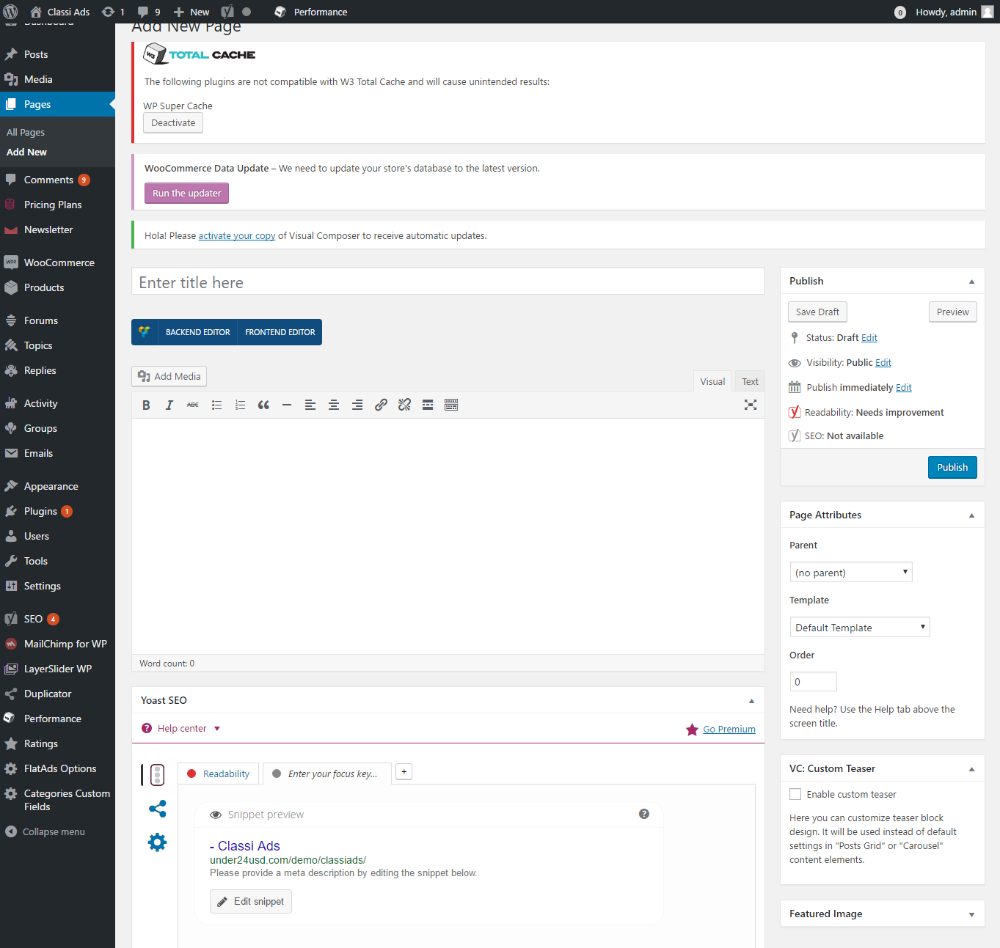 Classi Ads
1
9
New
Performance
0
Howdy, admin
Dashboard
Posts
Media
Pages
All Pages
Add New
Comments 9
Pricing Plans
Newsletter
WooCommerce
Products
Forums
Topics
Replies
Activity
Groups
Emails
Appearance
Plugins 1
Users
Tools
Settings
SEO 4
MailChimp for WP
LayerSlider WP
Duplicator
Performance
Ratings
FlatAds Options
Categories Custom
Fields
Collapse menu
Add New Page
W3 TOTAL CACHE
The following plugins are not compatible with W3 Total Cache and will cause unintended results:
WP Super Cache
Deactivate
WooCommerce Data Update – We need to update your store's database to the latest version.
Run the updater
Hola! Please activate your copy of Visual Composer to receive automatic updates.
Enter title here
BACKEND EDITOR
FRONTEND EDITOR
Add Media
Visual
Text
B I ABC
Word count: 0
Yoast SEO
Help center
Go Premium
Readability
Enter your focus key...
+
Snippet preview
?
- Classi Ads
under24usd.com/demo/classiads/
Please provide a meta description by editing the snippet below.
Edit snippet
Publish
Save Draft
Preview
Status: Draft Edit
Visibility: Public Edit
Publish immediately Edit
Readability: Needs improvement
SEO: Not available
Publish
Page Attributes
Parent
(no parent)
Template
Default Template
Order
0
Need help? Use the Help tab above the
screen title.
VC: Custom Teaser
Enable custom teaser
Here you can customize teaser block
design. It will be used instead of default
settings in "Posts Grid" or "Carousel"
content elements.
Featured Image